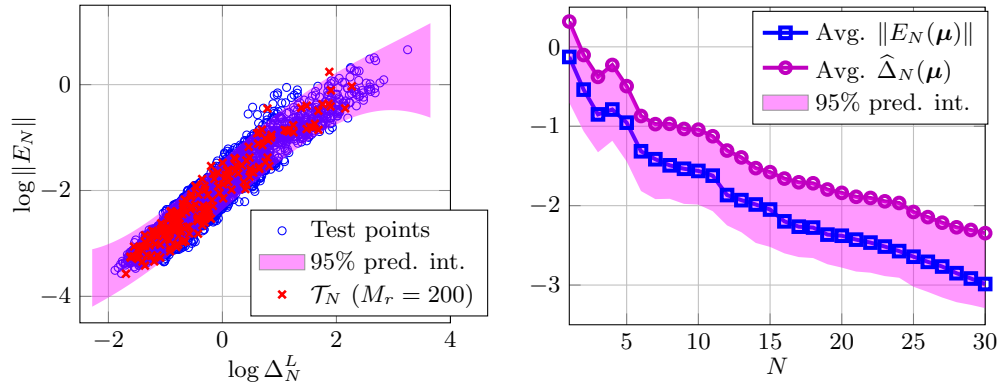 0
−2
−4
−2
0
2
4
log ‖E_N‖
log Δ_N^L
Test points
95% pred. int.
𝒯_N (M_r = 200)
0
−1
−2
−3
5
10
15
20
25
30
N
Avg. ‖E_N(μ)‖
Avg. Δ̂_N(μ)
95% pred. int.